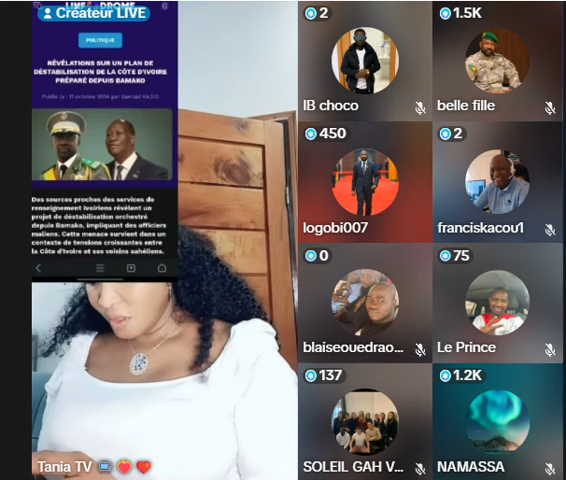 Créateur LIVE
POLITIQUE
RÉVÉLATIONS SUR UN PLAN DE
DÉSTABILISATION DE LA CÔTE D'IVOIRE
PRÉPARÉ DEPUIS BAMAKO
Des sources proches des services de
renseignement ivoiriens révèlent un
projet de déstabilisation orchestré
depuis Bamako, impliquant des officiers
maliens. Cette menace survient dans un
contexte de tensions croissantes entre
la Côte d'Ivoire et ses voisins sahéliens.
Tania TV
2
IB choco
1.5K
belle fille
450
logobi007
2
franciskacou1
0
blaiseouedrao...
75
Le Prince
137
SOLEIL GAH V...
1.2K
NAMASSA